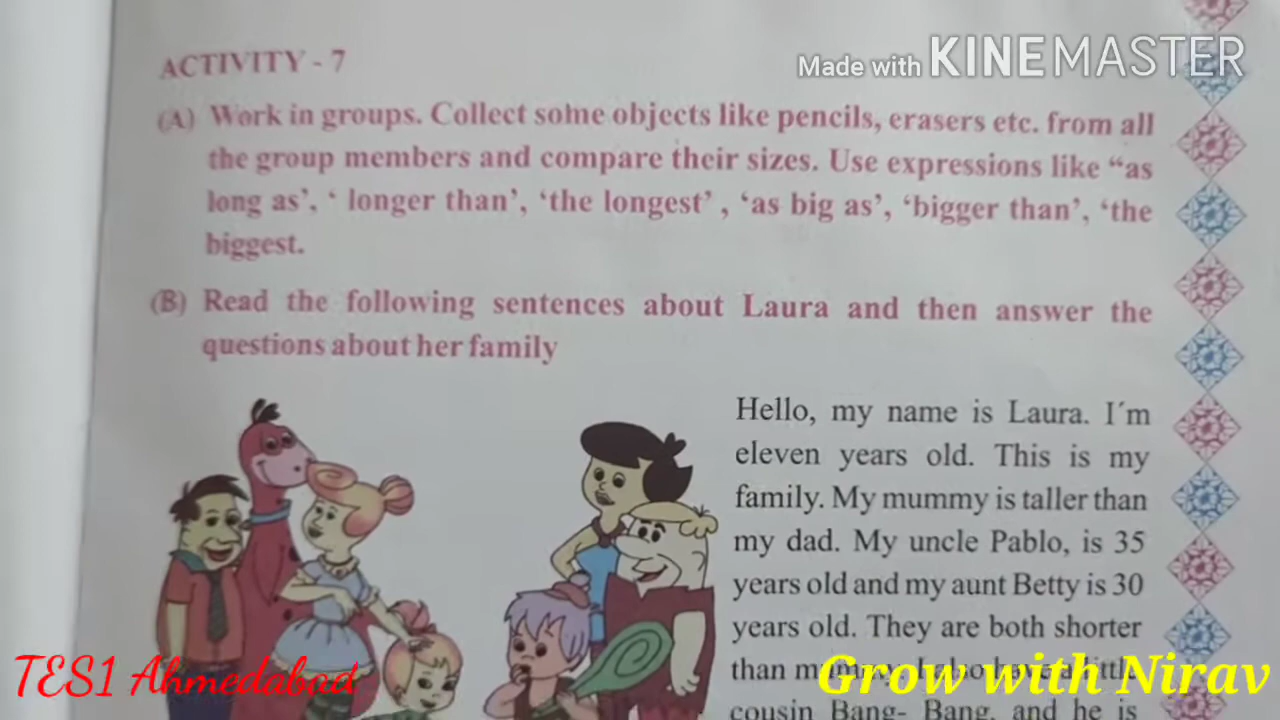 Made with KINEMASTER
ACTIVITY - 7
(A) Work in groups. Collect some objects like pencils, erasers etc. from all
the group members and compare their sizes. Use expressions like “as
long as’, ‘ longer than’, ‘the longest’ , ‘as big as’, ‘bigger than’, ‘the
biggest.
(B) Read the following sentences about Laura and then answer the
questions about her family
Hello, my name is Laura. I´m
eleven years old. This is my
family. My mummy is taller than
my dad. My uncle Pablo, is 35
years old and my aunt Betty is 30
years old. They are both shorter
than
cousin Bang- Bang, and he is
TES1 Ahmedabad
Grow with Nirav